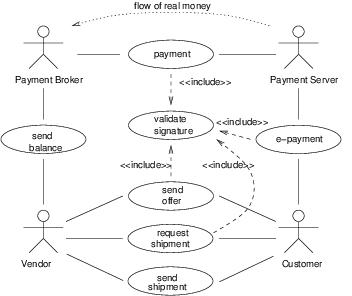 flow of real money
payment
Payment Broker
Payment Server
<<include>>
validate
signature
<<include>>
send
balance
e-payment
<<include>>
<<include>>
send
offer
request
shipment
Vendor
Customer
send
shipment